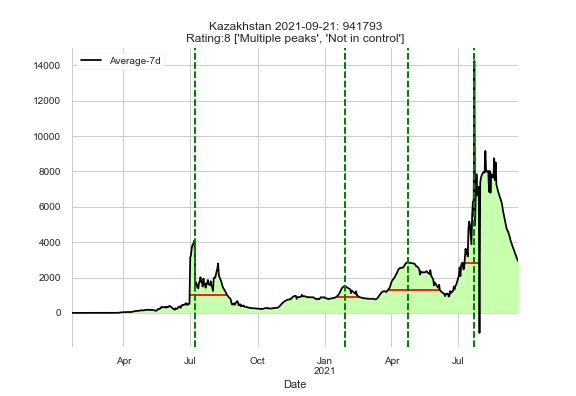 Kazakhstan 2021-09-21: 941793
Rating:8 ['Multiple peaks', 'Not in control']
Average-7d
14000
12000
10000
8000
6000
4000
2000
0
Apr
Jul
Oct
Jan
2021
Apr
Jul
Date